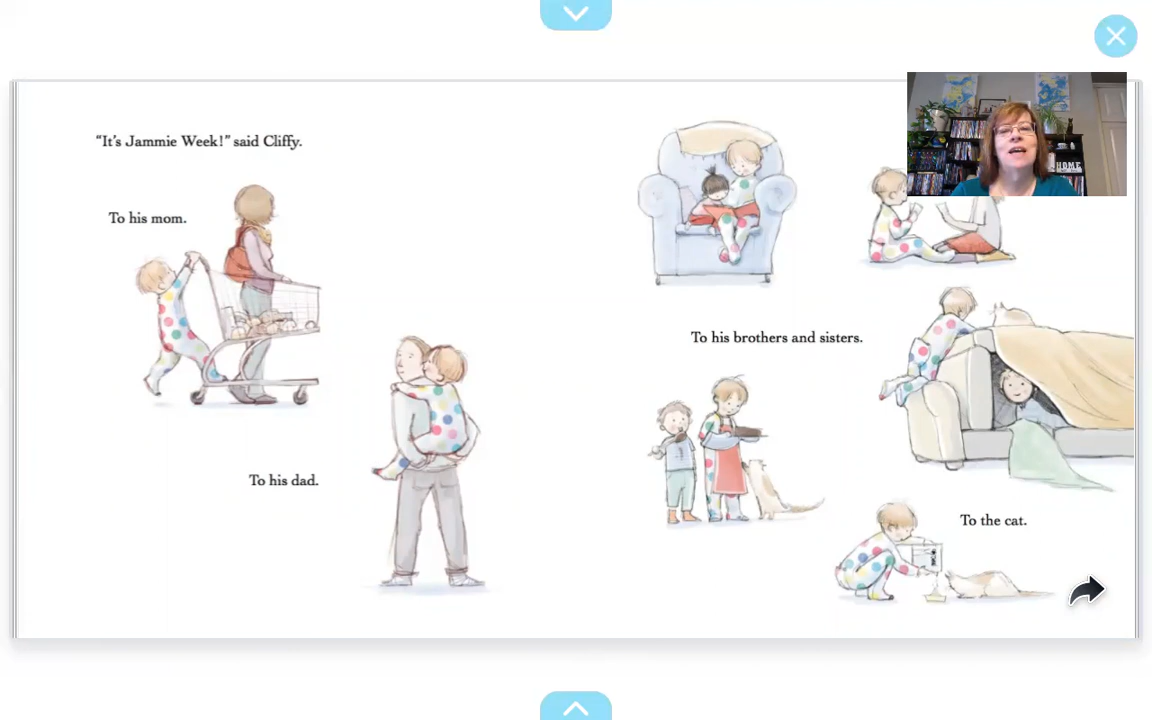 “It’s Jammie Week!” said Cliffy.
To his mom.
To his dad.
To his brothers and sisters.
To the cat.
HOME